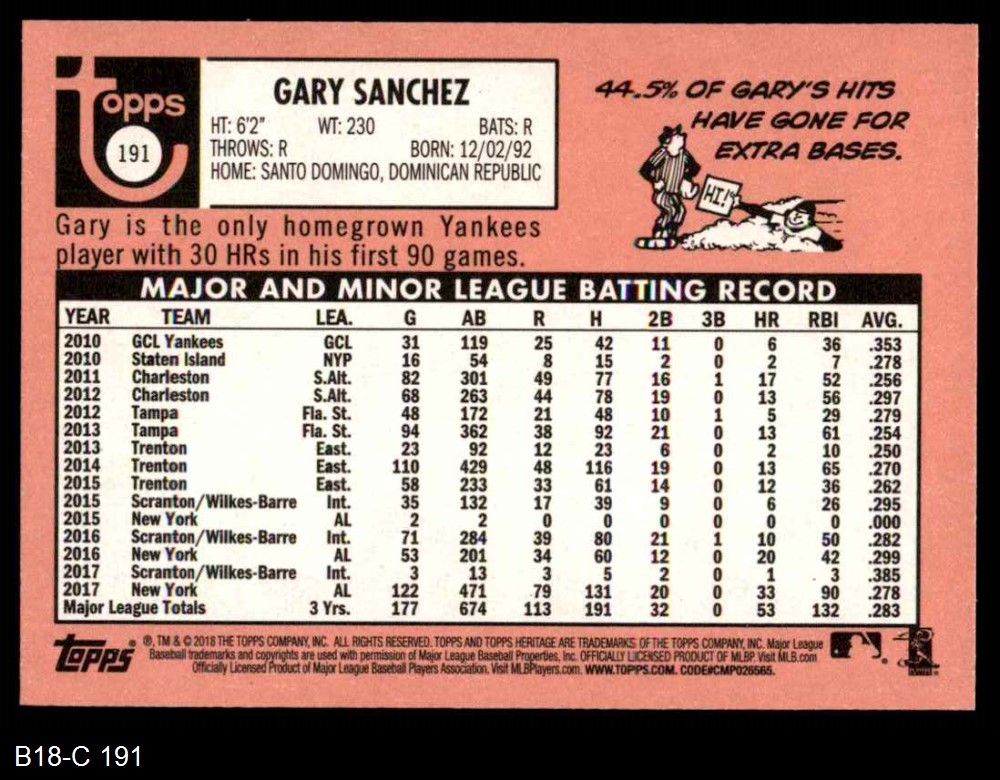 Topps
191
GARY SANCHEZ
HT: 6'2" WT: 230 BATS: R
THROWS: R BORN: 12/02/92
HOME: SANTO DOMINGO, DOMINICAN REPUBLIC
44.5% OF GARY'S HITS
HAVE GONE FOR
EXTRA BASES.
HI!
Gary is the only homegrown Yankees
player with 30 HRs in his first 90 games.
MAJOR AND MINOR LEAGUE BATTING RECORD
YEAR TEAM LEA. G AB R H 2B 3B HR RBI AVG.
2010 GCL Yankees GCL 31 119 25 42 11 0 6 36 .353
2010 Staten Island NYP 16 54 8 15 2 0 2 7 .278
2011 Charleston S.Alt. 82 301 49 77 16 1 17 52 .256
2012 Charleston S.Alt. 68 263 44 78 19 0 13 56 .297
2012 Tampa Fla. St. 48 172 21 48 10 1 5 29 .279
2013 Tampa Fla. St. 94 362 38 92 21 0 13 61 .254
2013 Trenton East. 23 92 12 23 6 0 2 10 .250
2014 Trenton East. 110 429 48 116 19 0 13 65 .270
2015 Trenton East. 58 233 33 61 14 0 12 36 .262
2015 Scranton/Wilkes-Barre Int. 35 132 17 39 9 0 6 26 .295
2015 New York AL 2 2 0 0 0 0 0 0 .000
2016 Scranton/Wilkes-Barre Int. 71 284 39 80 21 1 10 50 .282
2016 New York AL 53 201 34 60 12 0 20 42 .299
2017 Scranton/Wilkes-Barre Int. 3 13 3 5 2 0 1 3 .385
2017 New York AL 122 471 79 131 20 0 33 90 .278
Major League Totals 3 Yrs. 177 674 113 191 32 0 53 132 .283
Topps ®, TM & © 2018 THE TOPPS COMPANY, INC. ALL RIGHTS RESERVED. TOPPS AND TOPPS HERITAGE ARE TRADEMARKS OF THE TOPPS COMPANY, INC. Major League
Baseball trademarks and copyrights are used with permission of Major League Baseball Properties, Inc. OFFICIALLY LICENSED PRODUCT OF MLBP. Visit MLB.com
Officially Licensed Product of Major League Baseball Players Association. Visit MLBPlayers.com. WWW.TOPPS.COM. CODE#CMP026565.
B18-C 191